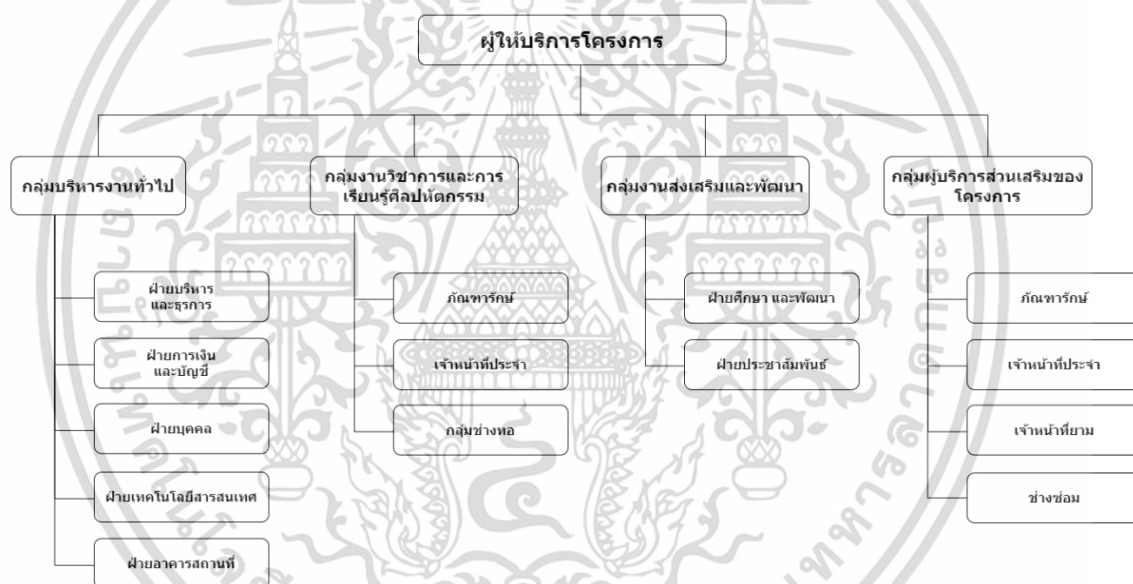 ผู้ให้บริการโครงการ
กลุ่มบริหารงานทั่วไป
ฝ่ายบริหาร
และธุรการ
ฝ่ายการเงิน
และบัญชี
ฝ่ายบุคคล
ฝ่ายเทคโนโลยีสารสนเทศ
ฝ่ายอาคารสถานที่
กลุ่มงานวิชาการและการ
เรียนรู้ศิลปหัตกรรม
ภัณฑารักษ์
เจ้าหน้าที่ประจำ
กลุ่มช่างทอ
กลุ่มงานส่งเสริมและพัฒนา
ฝ่ายศึกษา และพัฒนา
ฝ่ายประชาสัมพันธ์
กลุ่มผู้บริการส่วนเสริมของ
โครงการ
ภัณฑารักษ์
เจ้าหน้าที่ประจำ
เจ้าหน้าที่ยาม
ช่างซ่อม